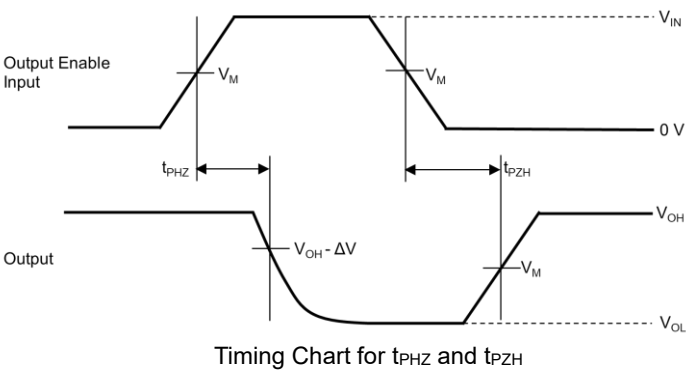 V_IN
Output Enable
Input
V_M
V_M
0 V
t_PHZ
t_PZH
V_OH
Output
V_OH - ΔV
V_M
V_OL
Timing Chart for t_PHZ and t_PZH